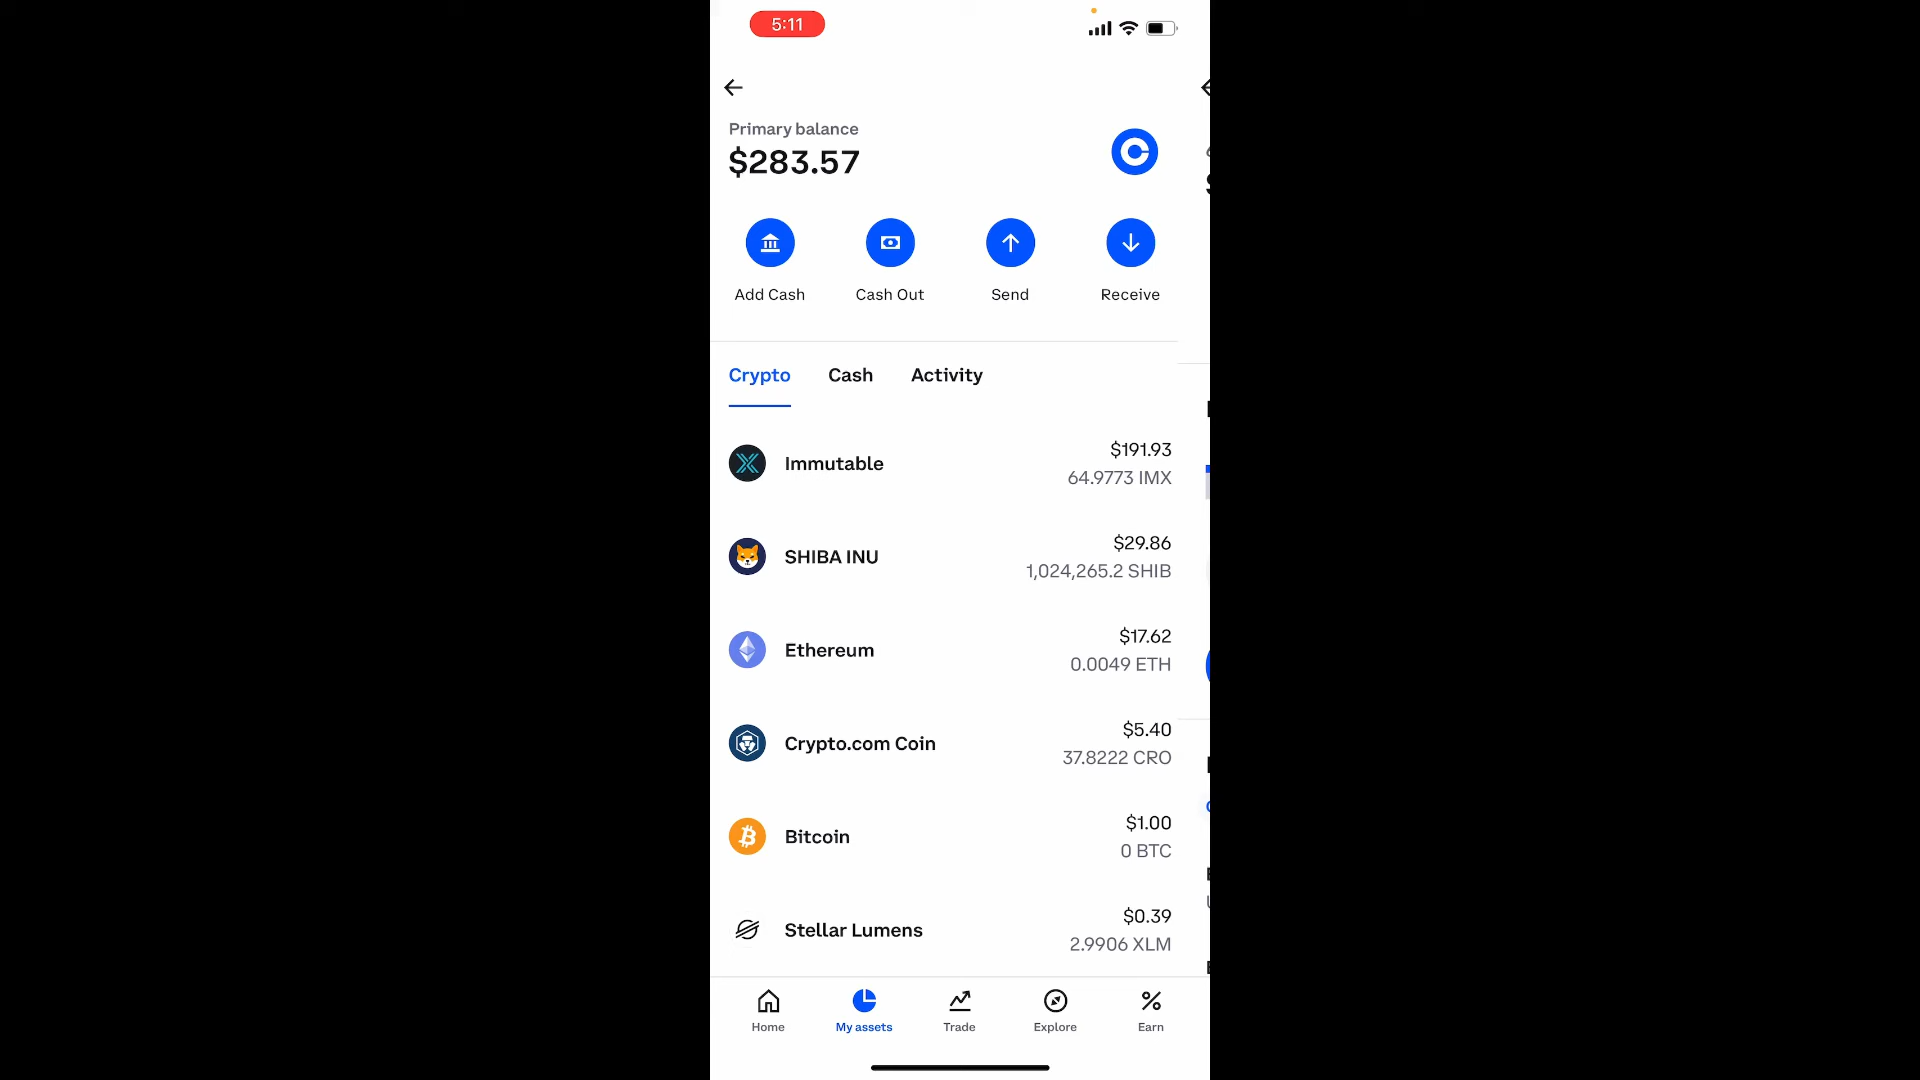 5:11
Primary balance
$283.57
Add Cash
Cash Out
Send
Receive
Crypto
Cash
Activity
Immutable
$191.93
64.9773 IMX
SHIBA INU
$29.86
1,024,265.2 SHIB
Ethereum
$17.62
0.0049 ETH
Crypto.com Coin
$5.40
37.8222 CRO
Bitcoin
$1.00
0 BTC
Stellar Lumens
$0.39
2.9906 XLM
Home
My assets
Trade
Explore
Earn